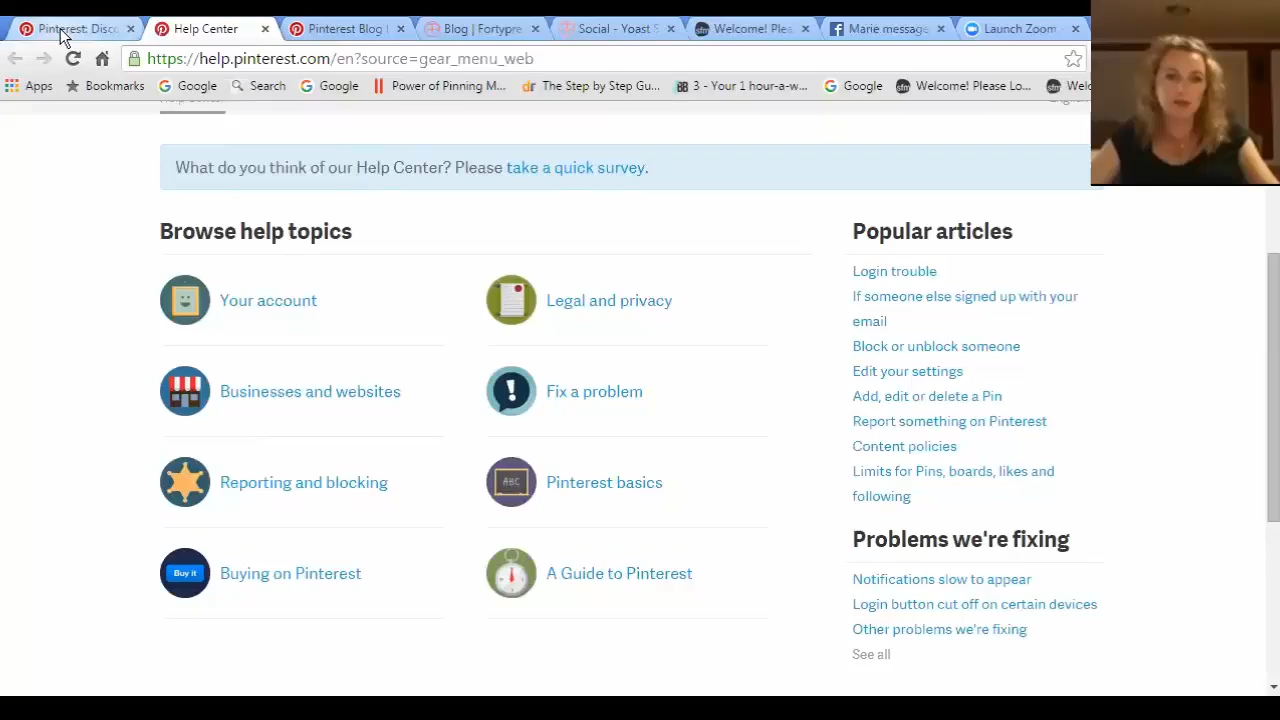 Pinterest: Disco
Help Center
Pinterest Blog
Blog | Fortypre
Social - Yoast S
Welcome! Plea
Marie message
Launch Zoom
https://help.pinterest.com/en?source=gear_menu_web
Apps
Bookmarks
Google
Search
Google
Power of Pinning M...
The Step by Step Gu...
3 - Your 1 hour-a-w...
Google
Welcome! Please Lo...
Welc
What do you think of our Help Center? Please take a quick survey.
Browse help topics
Your account
Legal and privacy
Businesses and websites
Fix a problem
Reporting and blocking
ABC
Pinterest basics
Buy it
Buying on Pinterest
A Guide to Pinterest
Popular articles
Login trouble
If someone else signed up with your
email
Block or unblock someone
Edit your settings
Add, edit or delete a Pin
Report something on Pinterest
Content policies
Limits for Pins, boards, likes and
following
Problems we're fixing
Notifications slow to appear
Login button cut off on certain devices
Other problems we're fixing
See all